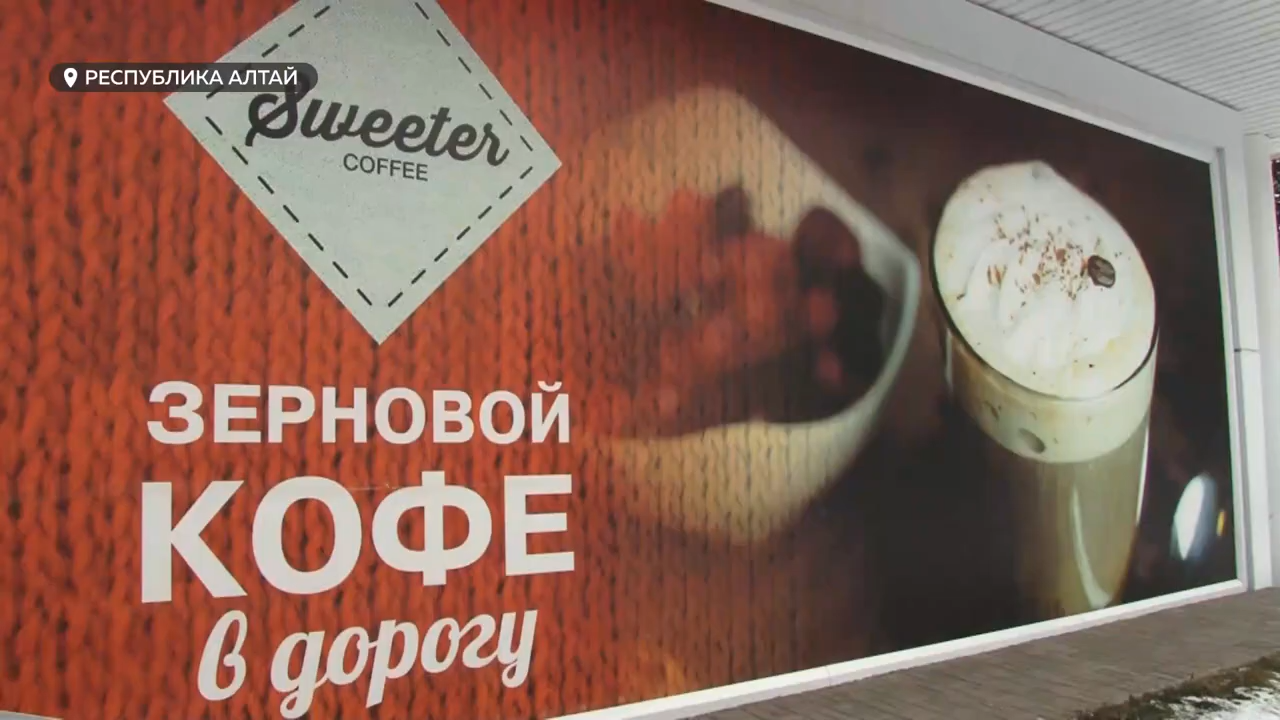 РЕСПУБЛИКА АЛТАЙ
Sweeter
COFFEE
ЗЕРНОВОЙ
КОФЕ
в дорогу